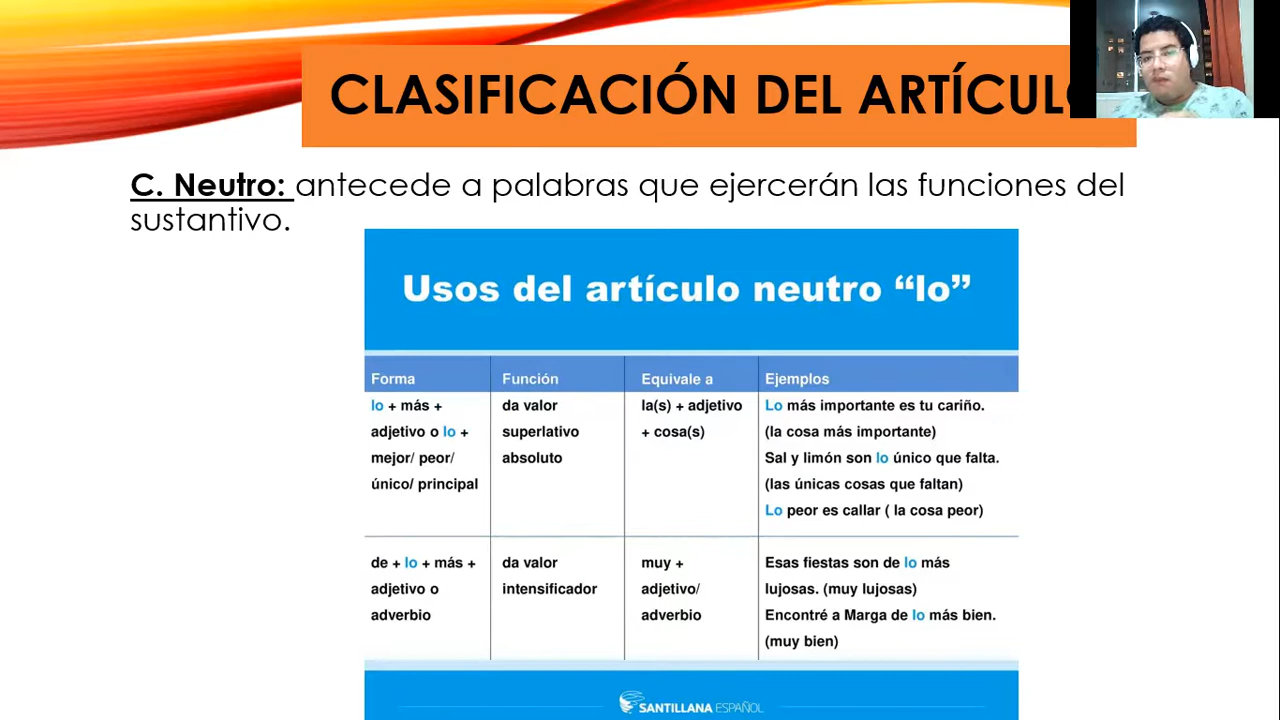 CLASIFICACIÓN DEL ARTÍCULO
C. Neutro: antecede a palabras que ejercerán las funciones del
sustantivo.
Usos del artículo neutro “lo”
Forma Función Equivale a Ejemplos
lo + más + da valor la(s) + adjetivo Lo más importante es tu cariño.
adjetivo o lo + superlativo + cosa(s) (la cosa más importante)
mejor/ peor/ absoluto Sal y limón son lo único que falta.
único/ principal (las únicas cosas que faltan)
Lo peor es callar ( la cosa peor)
de + lo + más + da valor muy + Esas fiestas son de lo más
adjetivo o intensificador adjetivo/ lujosas. (muy lujosas)
adverbio adverbio Encontré a Marga de lo más bien.
(muy bien)
SANTILLANA ESPAÑOL